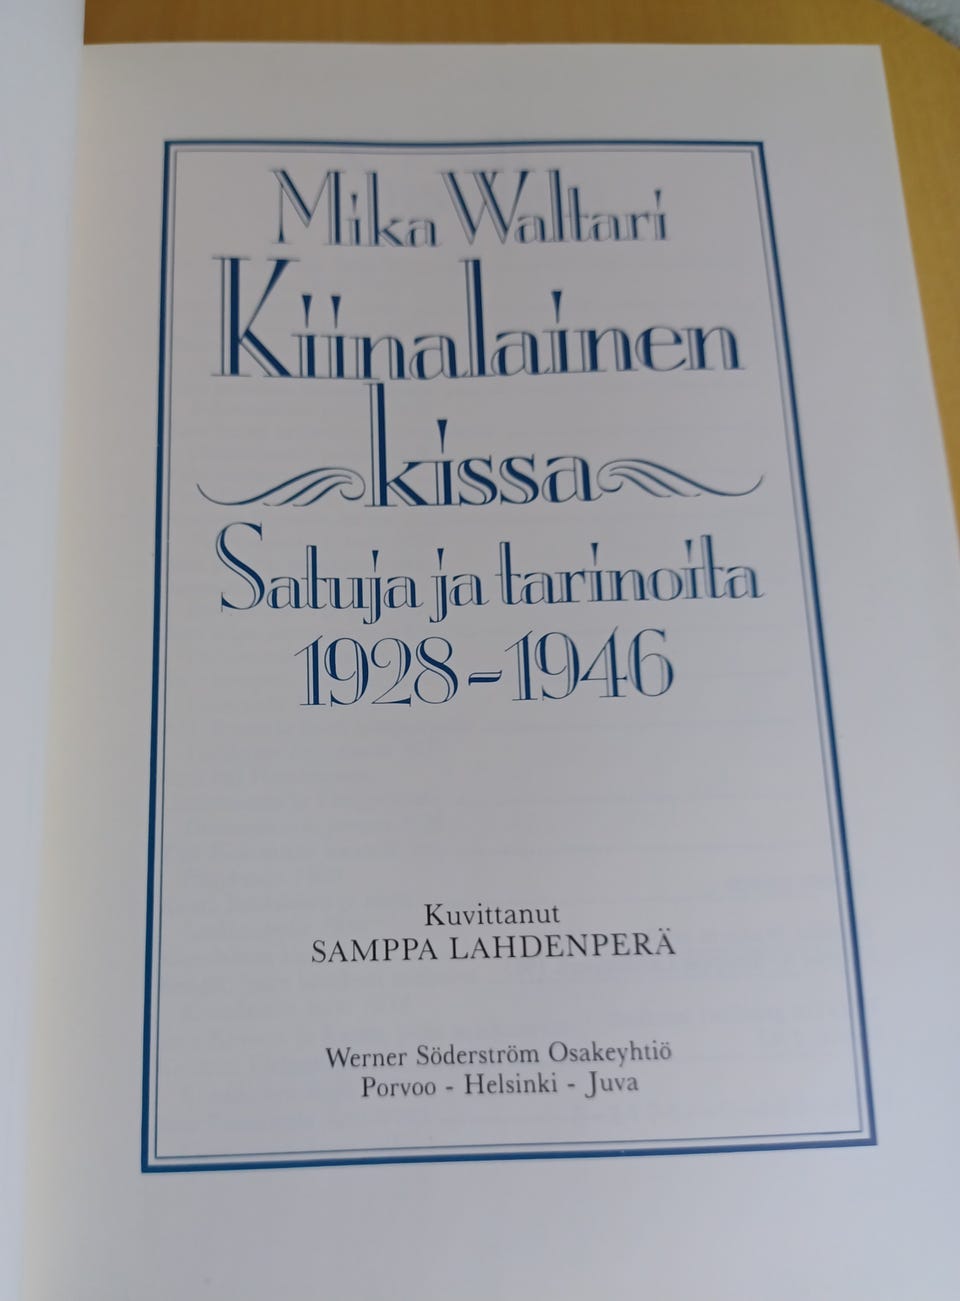 Mika Waltari
Kiinalainen
kissa
Satuja ja tarinoita
1928-1946
Kuvittanut
SAMPPA LAHDENPERÄ
Werner Söderström Osakeyhtiö
Porvoo - Helsinki - Juva